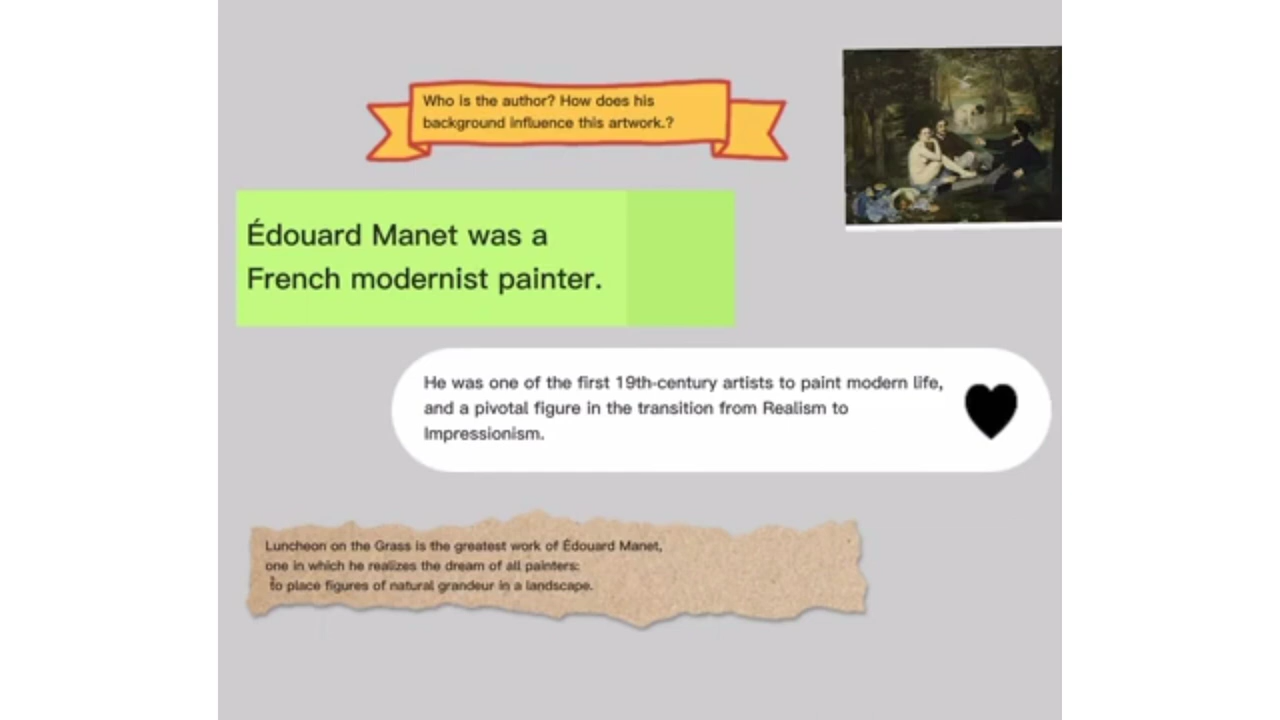 Who is the author? How does his
background influence this artwork.?
Édouard Manet was a
French modernist painter.
He was one of the first 19th-century artists to paint modern life,
and a pivotal figure in the transition from Realism to
Impressionism.
Luncheon on the Grass is the greatest work of Édouard Manet,
one in which he realizes the dream of all painters:
to place figures of natural grandeur in a landscape.